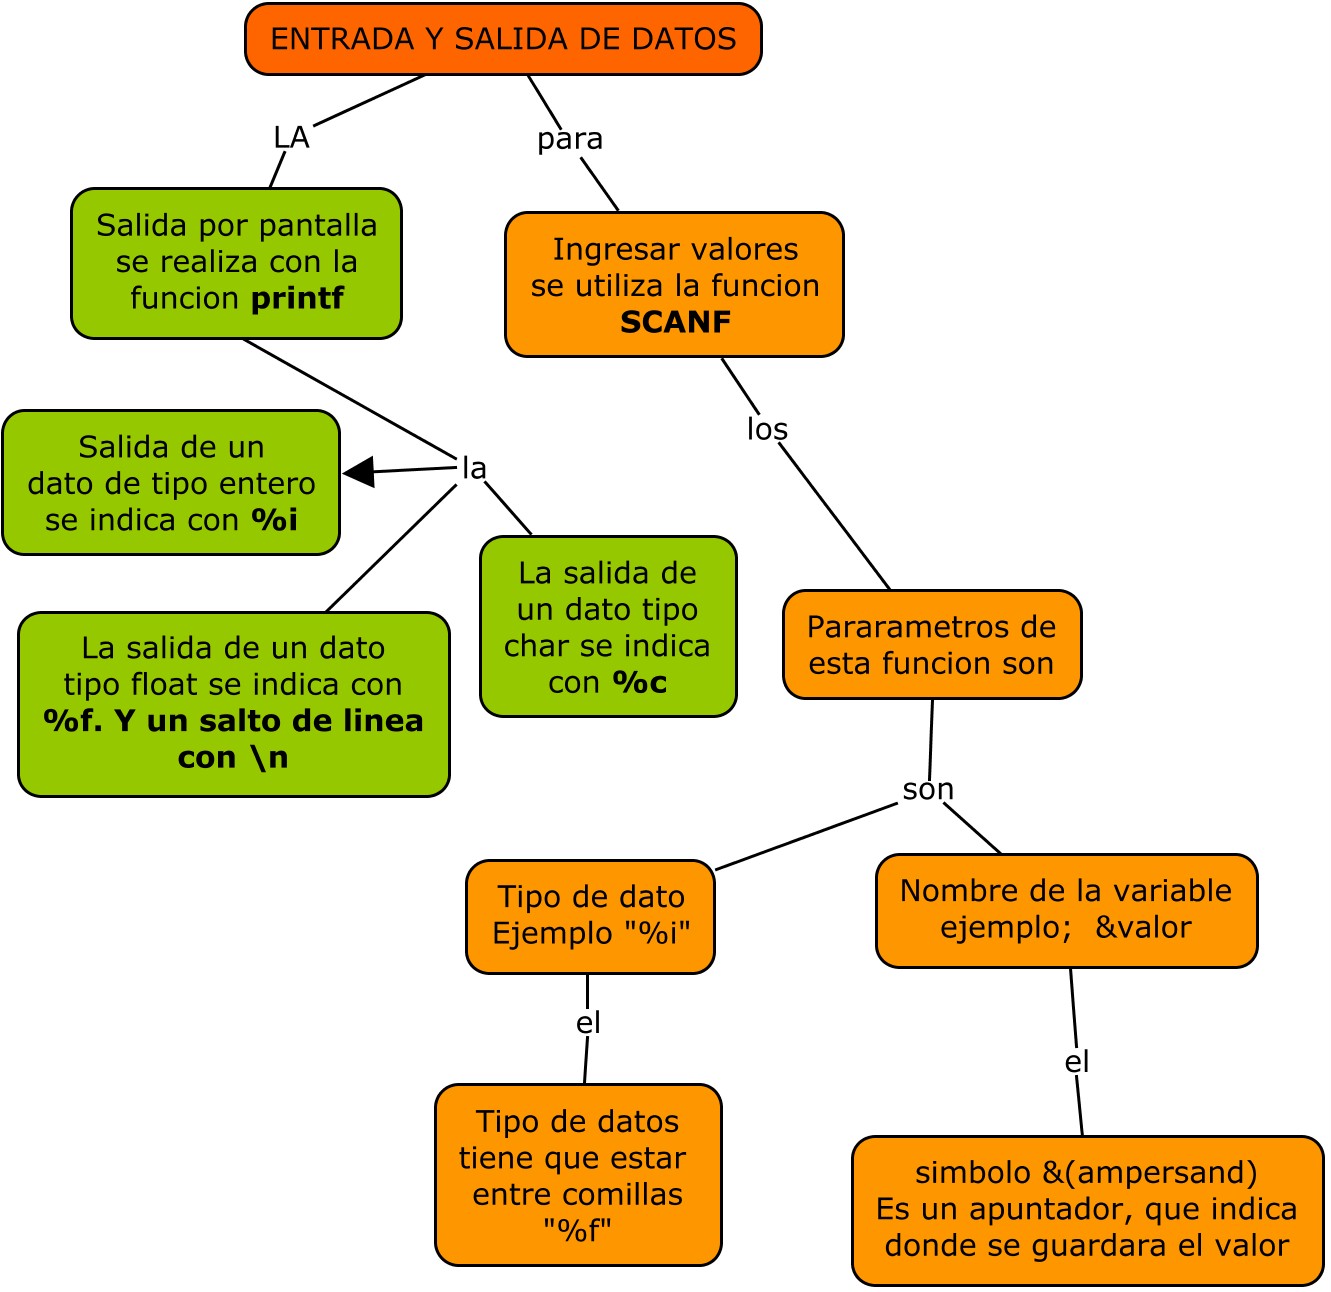 ENTRADA Y SALIDA DE DATOS
LA
para
Salida por pantalla
se realiza con la
funcion printf
Ingresar valores
se utiliza la funcion
SCANF
la
los
Salida de un
dato de tipo entero
se indica con %i
La salida de un dato
tipo float se indica con
%f. Y un salto de linea
con \n
La salida de
un dato tipo
char se indica
con %c
Pararametros de
esta funcion son
son
Tipo de dato
Ejemplo "%i"
Nombre de la variable
ejemplo;  &valor
el
el
Tipo de datos
tiene que estar
entre comillas
"%f"
simbolo &(ampersand)
Es un apuntador, que indica
donde se guardara el valor